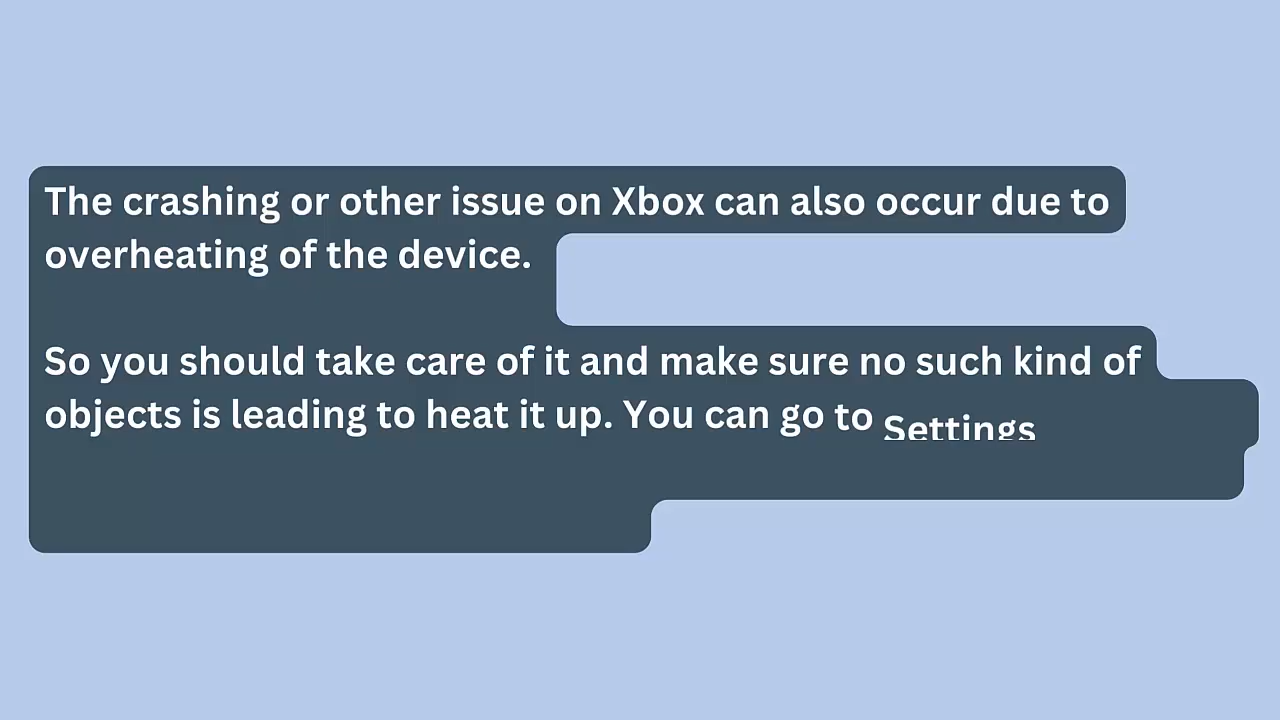 The crashing or other issue on Xbox can also occur due to
overheating of the device.
So you should take care of it and make sure no such kind of
objects is leading to heat it up. You can go to Settings